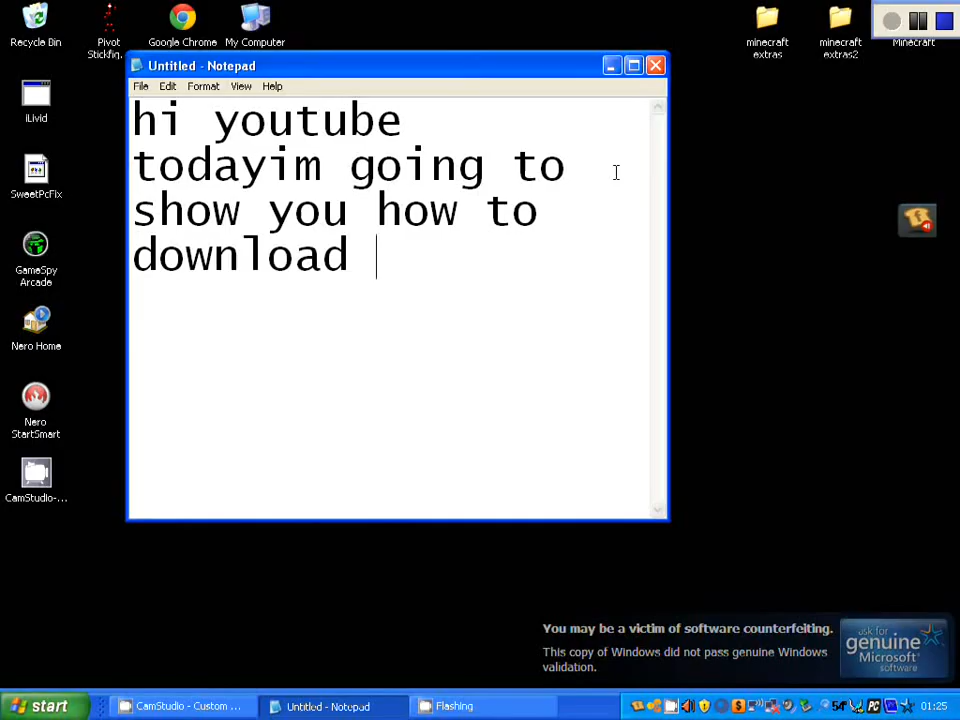 Recycle Bin
Pivot
Stickfig...
Google Chrome
My Computer
minecraft
extras
minecraft
extras2
Minecraft
iLivid
SweetPcFix
GameSpy
Arcade
Nero Home
Nero
StartSmart
CamStudio-...
Untitled - Notepad
File Edit Format View Help
hi youtube
todayim going to
show you how to
download
You may be a victim of software counterfeiting.
This copy of Windows did not pass genuine Windows
validation.
ask for
genuine
Microsoft
software
start
CamStudio - Custom ...
Untitled - Notepad
Flashing
54°
PC
01:25